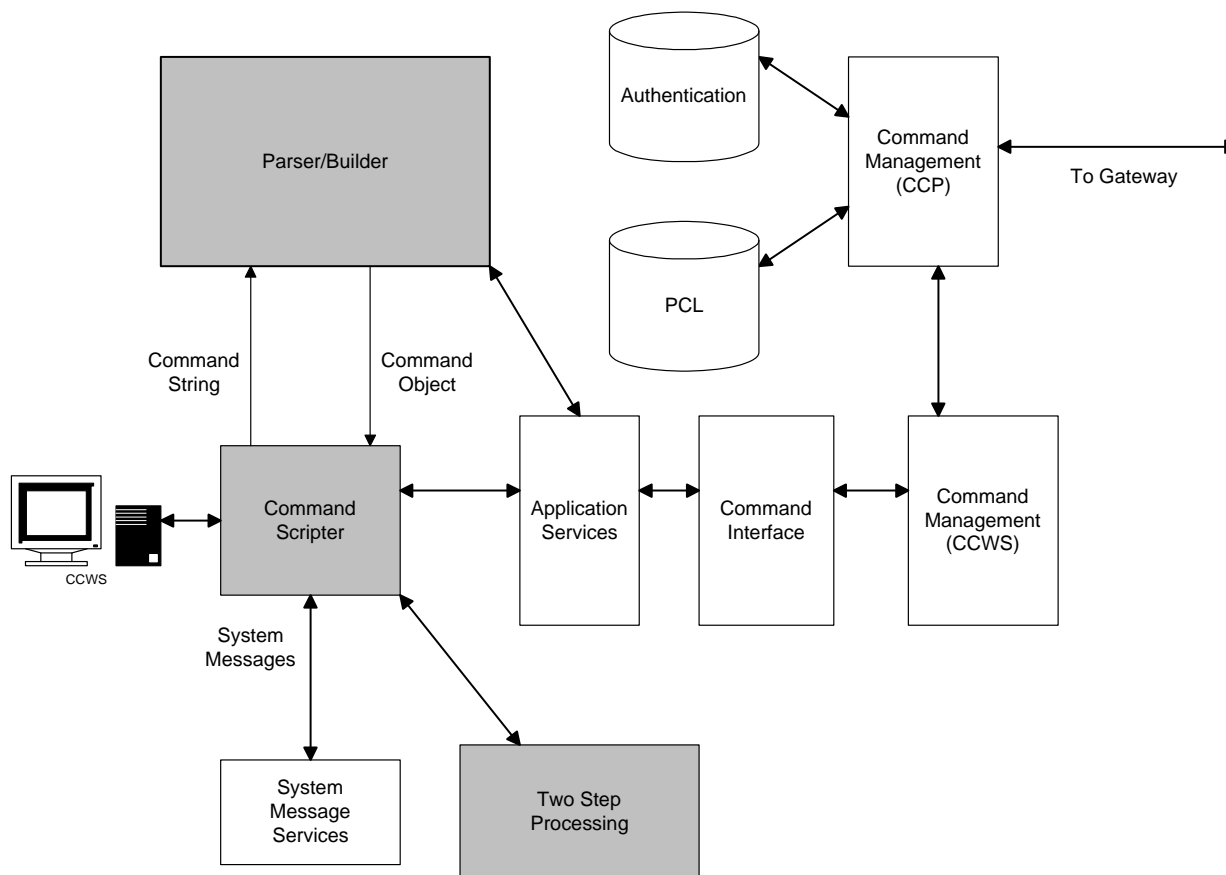 Authentication
Command
Management
(CCP)
To Gateway
Parser/Builder
PCL
Command
String
Command
Object
CCWS
Command
Scripter
Application
Services
Command
Interface
Command
Management
(CCWS)
System
Messages
System
Message
Services
Two Step
Processing